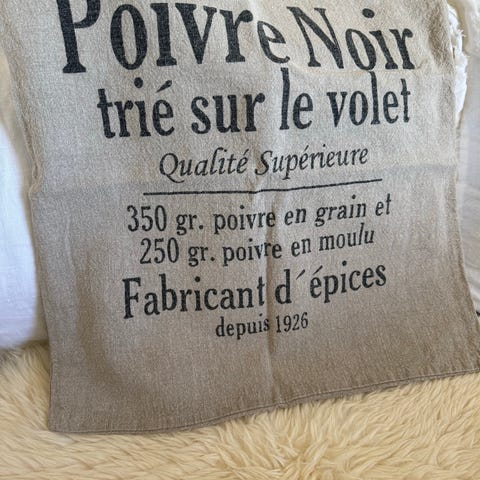 Poivre Noir
trié sur le volet
Qualité Supérieure
350 gr. poivre en grain et
250 gr. poivre en moulu
Fabricant d´épices
depuis 1926